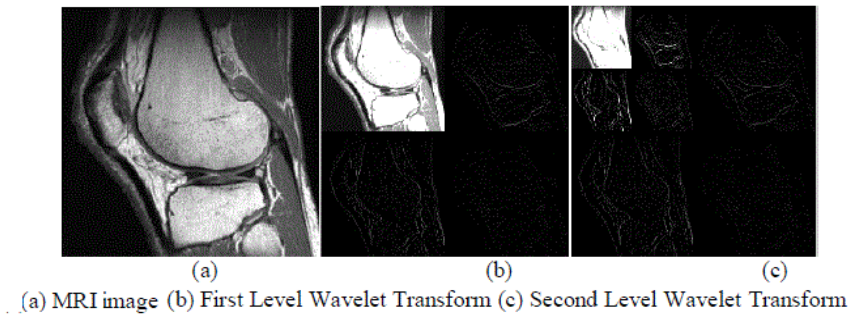 (a) (b) (c)
(a) MRI image (b) First Level Wavelet Transform (c) Second Level Wavelet Transform